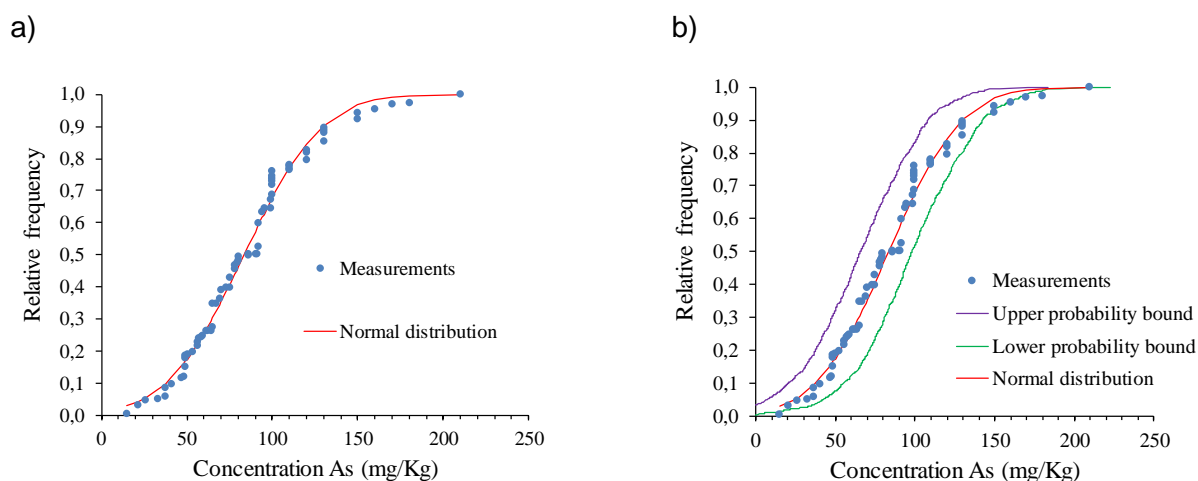 a)
Relative frequency
1,0
0,9
0,8
0,7
0,6
0,5
0,4
0,3
0,2
0,1
0,0
Measurements
Normal distribution
0 50 100 150 200 250
Concentration As (mg/Kg)
b)
Relative frequency
1,0
0,9
0,8
0,7
0,6
0,5
0,4
0,3
0,2
0,1
0,0
Measurements
Upper probability bound
Lower probability bound
Normal distribution
0 50 100 150 200 250
Concentration As (mg/Kg)